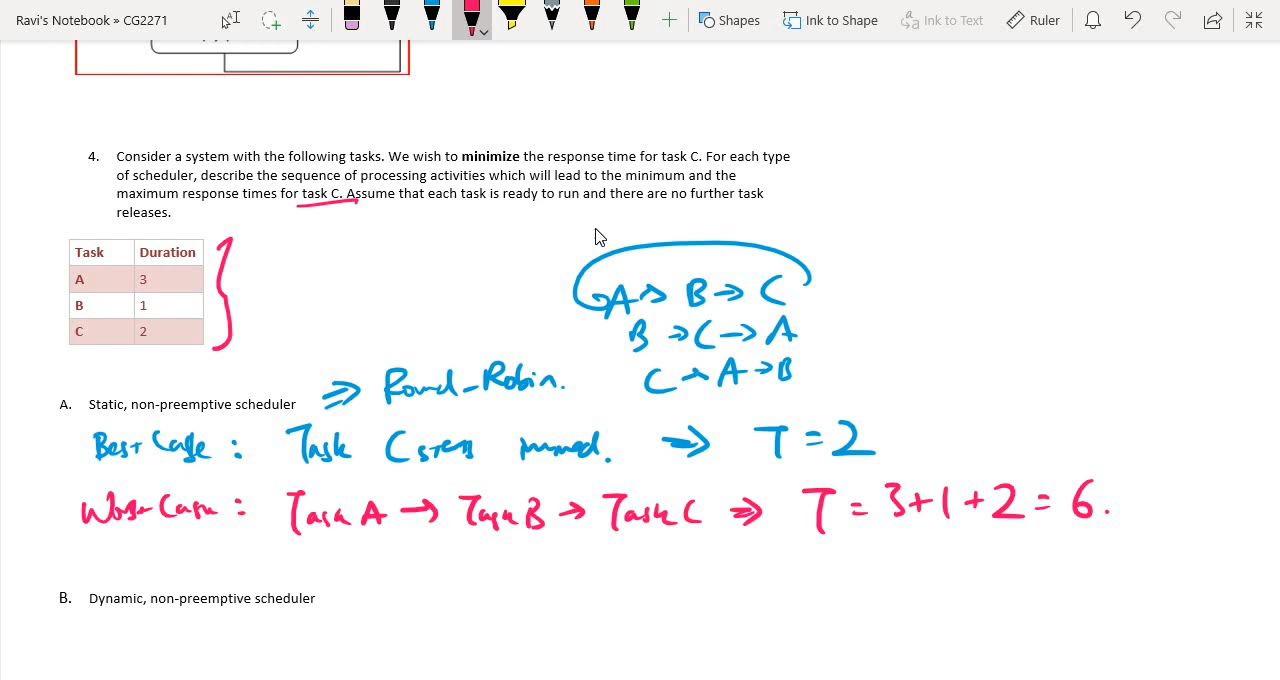 Ravi's Notebook » CG2271
Shapes Ink to Shape Ink to Text Ruler
4. Consider a system with the following tasks. We wish to minimize the response time for task C. For each type
of scheduler, describe the sequence of processing activities which will lead to the minimum and the
maximum response times for task C. Assume that each task is ready to run and there are no further task
releases.
Task Duration
A 3
B 1
C 2
A → B → C
B → C → A
C → A → B
⇒ Round-Robin.
A. Static, non-preemptive scheduler
Best Case : Task C immed. ⇒ T = 2
Case : Task A → Task B → Task C ⇒ T = 3+1+2 = 6.
B. Dynamic, non-preemptive scheduler